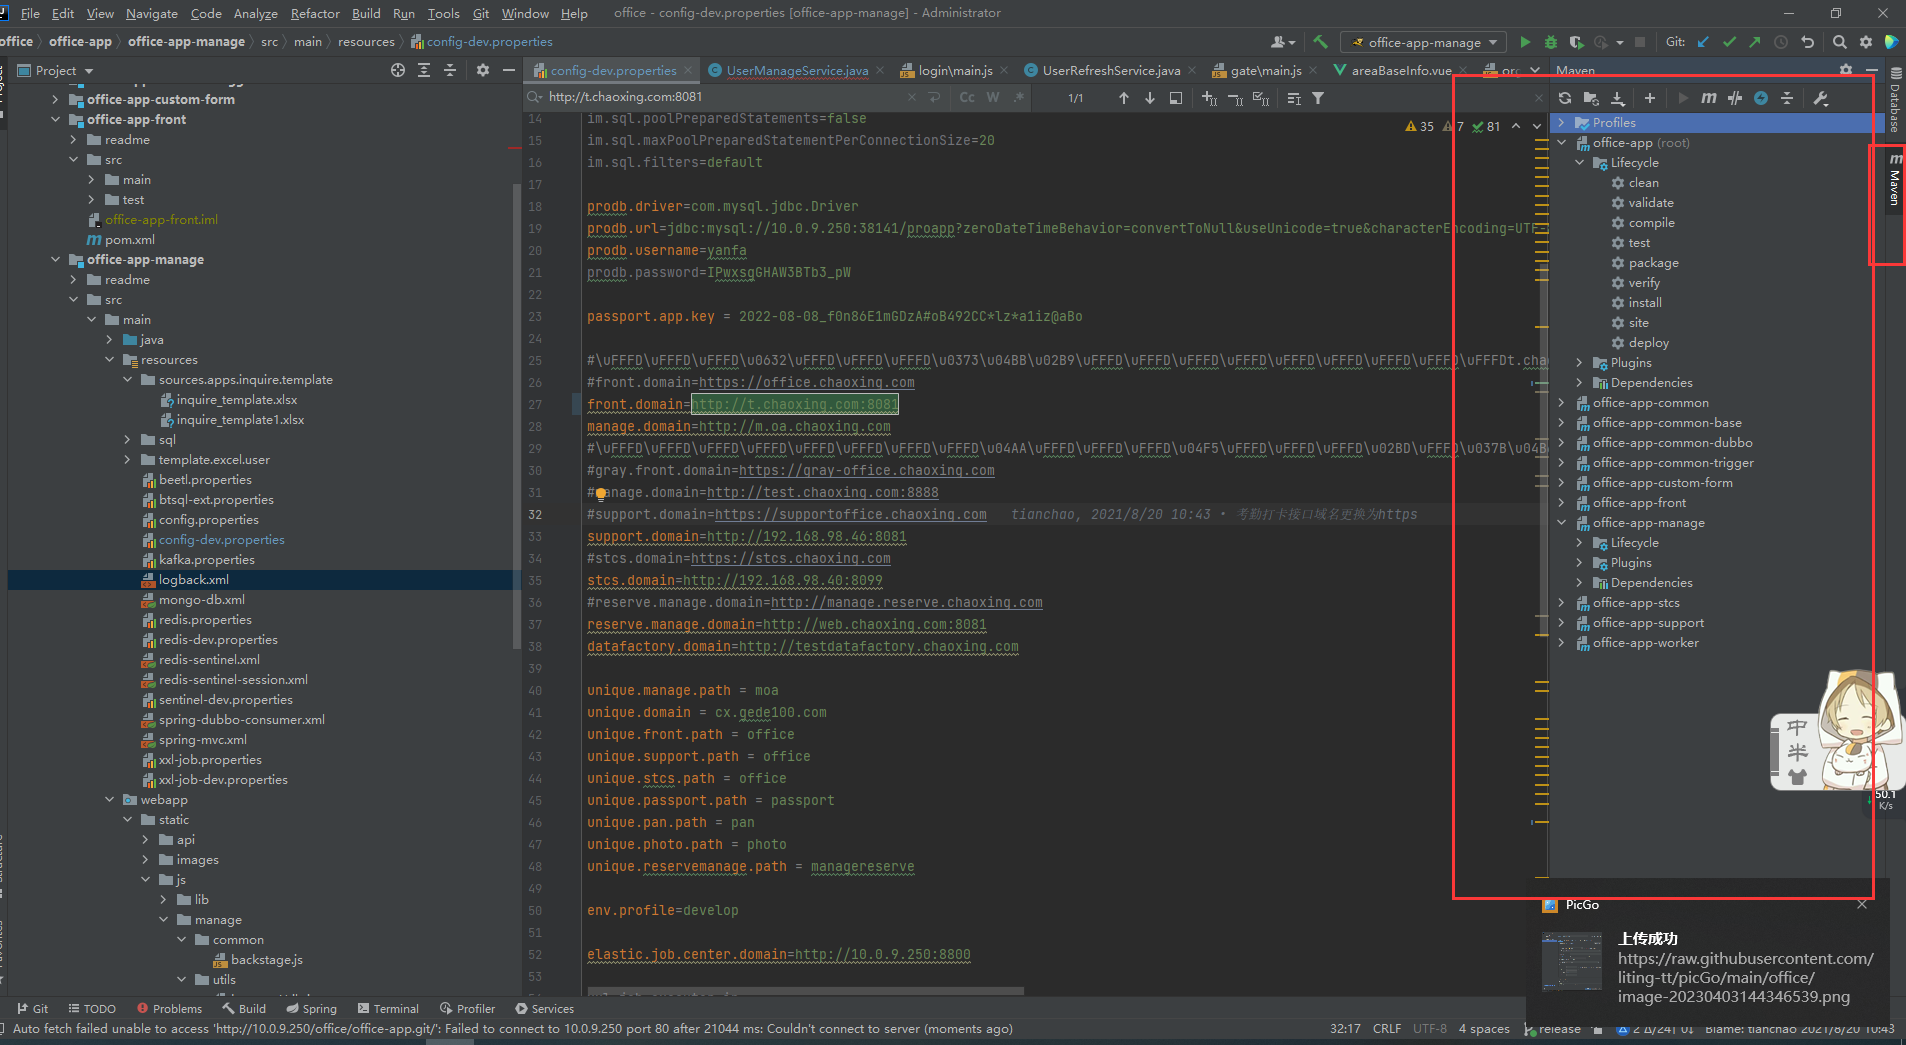 File Edit View Navigate Code Analyze Refactor Build Run Tools Git Window Help office - config-dev.properties [office-app-manage] - Administrator
office office-app office-app-manage src main resources config-dev.properties office-app-manage Git:
Project config-dev.properties UserManageService.java login\main.js UserRefreshService.java gate\main.js areaBaseInfo.vue Maven
http://t.chaoxing.com:8081 Cc W .* 1/1
35 7 81
office-app-custom-form
office-app-front
readme
src
main
test
office-app-front.iml
pom.xml
office-app-manage
readme
src
main
java
resources
sources.apps.inquire.template
inquire_template.xlsx
inquire_template1.xlsx
sql
template.excel.user
beetl.properties
btsql-ext.properties
config.properties
config-dev.properties
kafka.properties
logback.xml
mongo-db.xml
redis.properties
redis-dev.properties
redis-sentinel.xml
redis-sentinel-session.xml
sentinel-dev.properties
spring-dubbo-consumer.xml
spring-mvc.xml
xxl-job.properties
xxl-job-dev.properties
webapp
static
api
images
js
lib
manage
common
backstage.js
utils
14 im.sql.poolPreparedStatements=false
15 im.sql.maxPoolPreparedStatementPerConnectionSize=20
16 im.sql.filters=default
17
18 prodb.driver=com.mysql.jdbc.Driver
19 prodb.url=jdbc:mysql://10.0.9.250:38141/proapp?zeroDateTimeBehavior=convertToNull&useUnicode=true&characterEncoding=UTF-
20 prodb.username=yanfa
21 prodb.password=IPwxsgGHAW3BTb3_pW
22
23 passport.app.key = 2022-08-08_f0n86E1mGDzA#oB492CC*lz*a1iz@aBo
24
25 #\uFFFD\uFFFD\uFFFD\u0632\uFFFD\uFFFD\uFFFD\u0373\u04BB\u02B9\uFFFD\uFFFD\uFFFD\uFFFD\uFFFD\uFFFD\uFFFD\uFFFDt.cha
26 #front.domain=https://office.chaoxing.com
27 front.domain=http://t.chaoxing.com:8081
28 manage.domain=http://m.oa.chaoxing.com
29 #\uFFFD\uFFFD\uFFFD\uFFFD\uFFFD\uFFFD\uFFFD\u04AA\uFFFD\uFFFD\u04F5\uFFFD\uFFFD\uFFFD\u02BD\uFFFD\u037B\u04B
30 #gray.front.domain=https://gray-office.chaoxing.com
31 #manage.domain=http://test.chaoxing.com:8888
32 #support.domain=https://supportoffice.chaoxing.com tianchao, 2021/8/20 10:43 • 考勤打卡接口域名更换为https
33 support.domain=http://192.168.98.46:8081
34 #stcs.domain=https://stcs.chaoxing.com
35 stcs.domain=http://192.168.98.40:8099
36 #reserve.manage.domain=http://manage.reserve.chaoxing.com
37 reserve.manage.domain=http://web.chaoxing.com:8081
38 datafactory.domain=http://testdatafactory.chaoxing.com
39
40 unique.manage.path = moa
41 unique.domain = cx.gede100.com
42 unique.front.path = office
43 unique.support.path = office
44 unique.stcs.path = office
45 unique.passport.path = passport
46 unique.pan.path = pan
47 unique.photo.path = photo
48 unique.reservemanage.path = managereserve
49
50 env.profile=develop
51
52 elastic.job.center.domain=http://10.0.9.250:8800
53
Profiles
office-app (root)
Lifecycle
clean
validate
compile
test
package
verify
install
site
deploy
Plugins
Dependencies
office-app-common
office-app-common-base
office-app-common-dubbo
office-app-common-trigger
office-app-custom-form
office-app-front
office-app-manage
Lifecycle
Plugins
Dependencies
office-app-stcs
office-app-support
office-app-worker
Database
Maven
中
半
50.1
K/s
PicGo
上传成功
https://raw.githubusercontent.com/
liting-tt/picGo/main/office/
image-20230403144346539.png
Git TODO Problems Build Spring Terminal Profiler Services
Auto fetch failed unable to access 'http://10.0.9.250/office/office-app.git/': Failed to connect to 10.0.9.250 port 80 after 21044 ms: Couldn't connect to server (moments ago) 32:17 CRLF UTF-8 4 spaces release Blame: tianchao 2021/8/20 10:43